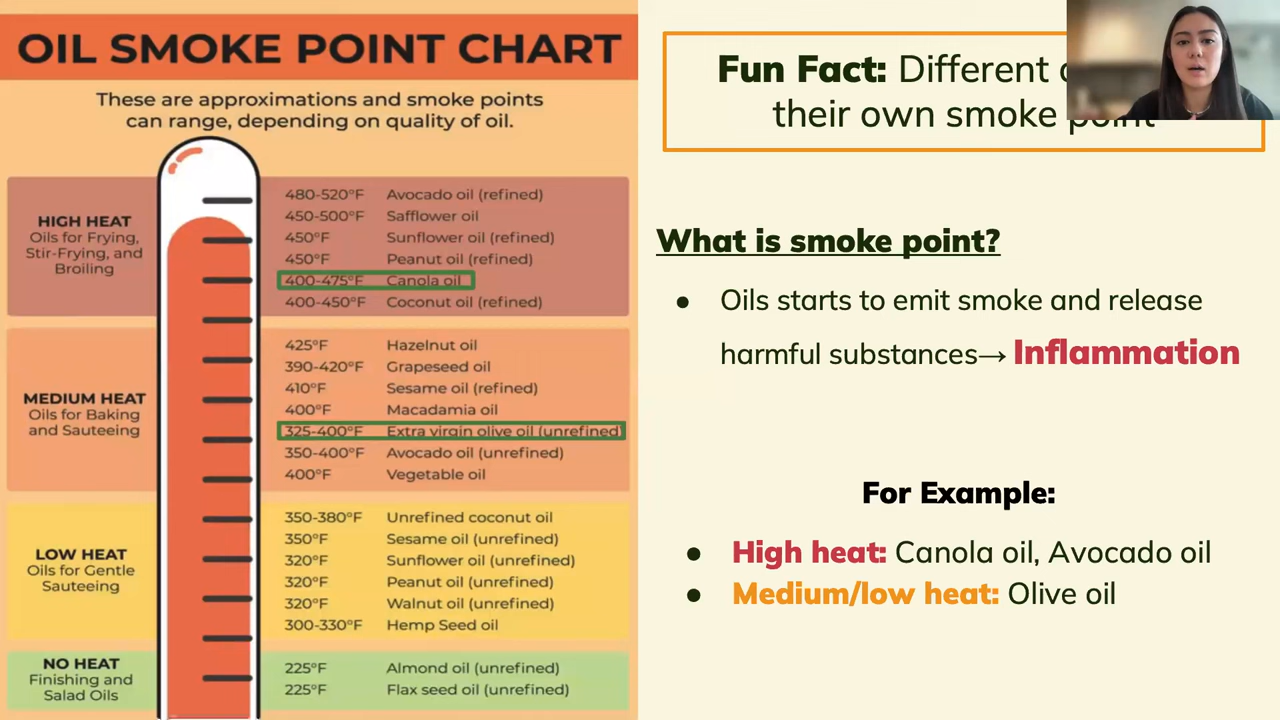 OIL SMOKE POINT CHART
These are approximations and smoke points
can range, depending on quality of oil.
HIGH HEAT
Oils for Frying,
Stir-Frying, and
Broiling
480-520°F Avocado oil (refined)
450-500°F Safflower oil
450°F Sunflower oil (refined)
450°F Peanut oil (refined)
400-475°F Canola oil
400-450°F Coconut oil (refined)
MEDIUM HEAT
Oils for Baking
and Sauteeing
425°F Hazelnut oil
390-420°F Grapeseed oil
410°F Sesame oil (refined)
400°F Macadamia oil
325-400°F Extra virgin olive oil (unrefined)
350-400°F Avocado oil (unrefined)
400°F Vegetable oil
LOW HEAT
Oils for Gentle
Sauteeing
350-380°F Unrefined coconut oil
350°F Sesame oil (unrefined)
320°F Sunflower oil (unrefined)
320°F Peanut oil (unrefined)
320°F Walnut oil (unrefined)
300-330°F Hemp Seed oil
NO HEAT
Finishing and
Salad Oils
225°F Almond oil (unrefined)
225°F Flax seed oil (unrefined)
Fun Fact: Different
their own smoke point
What is smoke point?
● Oils starts to emit smoke and release
harmful substances→ Inflammation
For Example:
● High heat: Canola oil, Avocado oil
● Medium/low heat: Olive oil